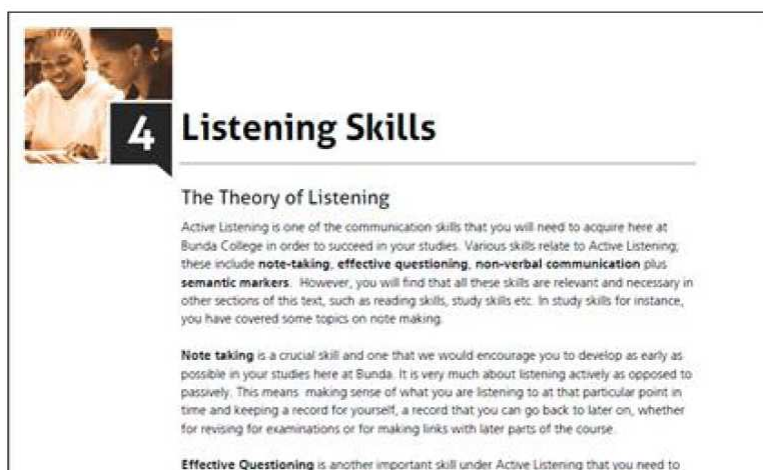 4
Listening Skills
The Theory of Listening
Active Listening is one of the communication skills that you will need to acquire here at
Bunda College in order to succeed in your studies. Various skills relate to Active Listening;
these include note-taking, effective questioning, non-verbal communication plus
semantic markers. However, you will find that all these skills are relevant and necessary in
other sections of this text, such as reading skills, study skills etc. In study skills for instance,
you have covered some topics on note making.
Note taking is a crucial skill and one that we would encourage you to develop as early as
possible in your studies here at Bunda. It is very much about listening actively as opposed to
passively. This means making sense of what you are listening to at that particular point in
time and keeping a record for yourself, a record that you can go back to later on, whether
for revising for examinations or for making links with later parts of the course.
Effective Questioning is another important skill under Active Listening that you need to